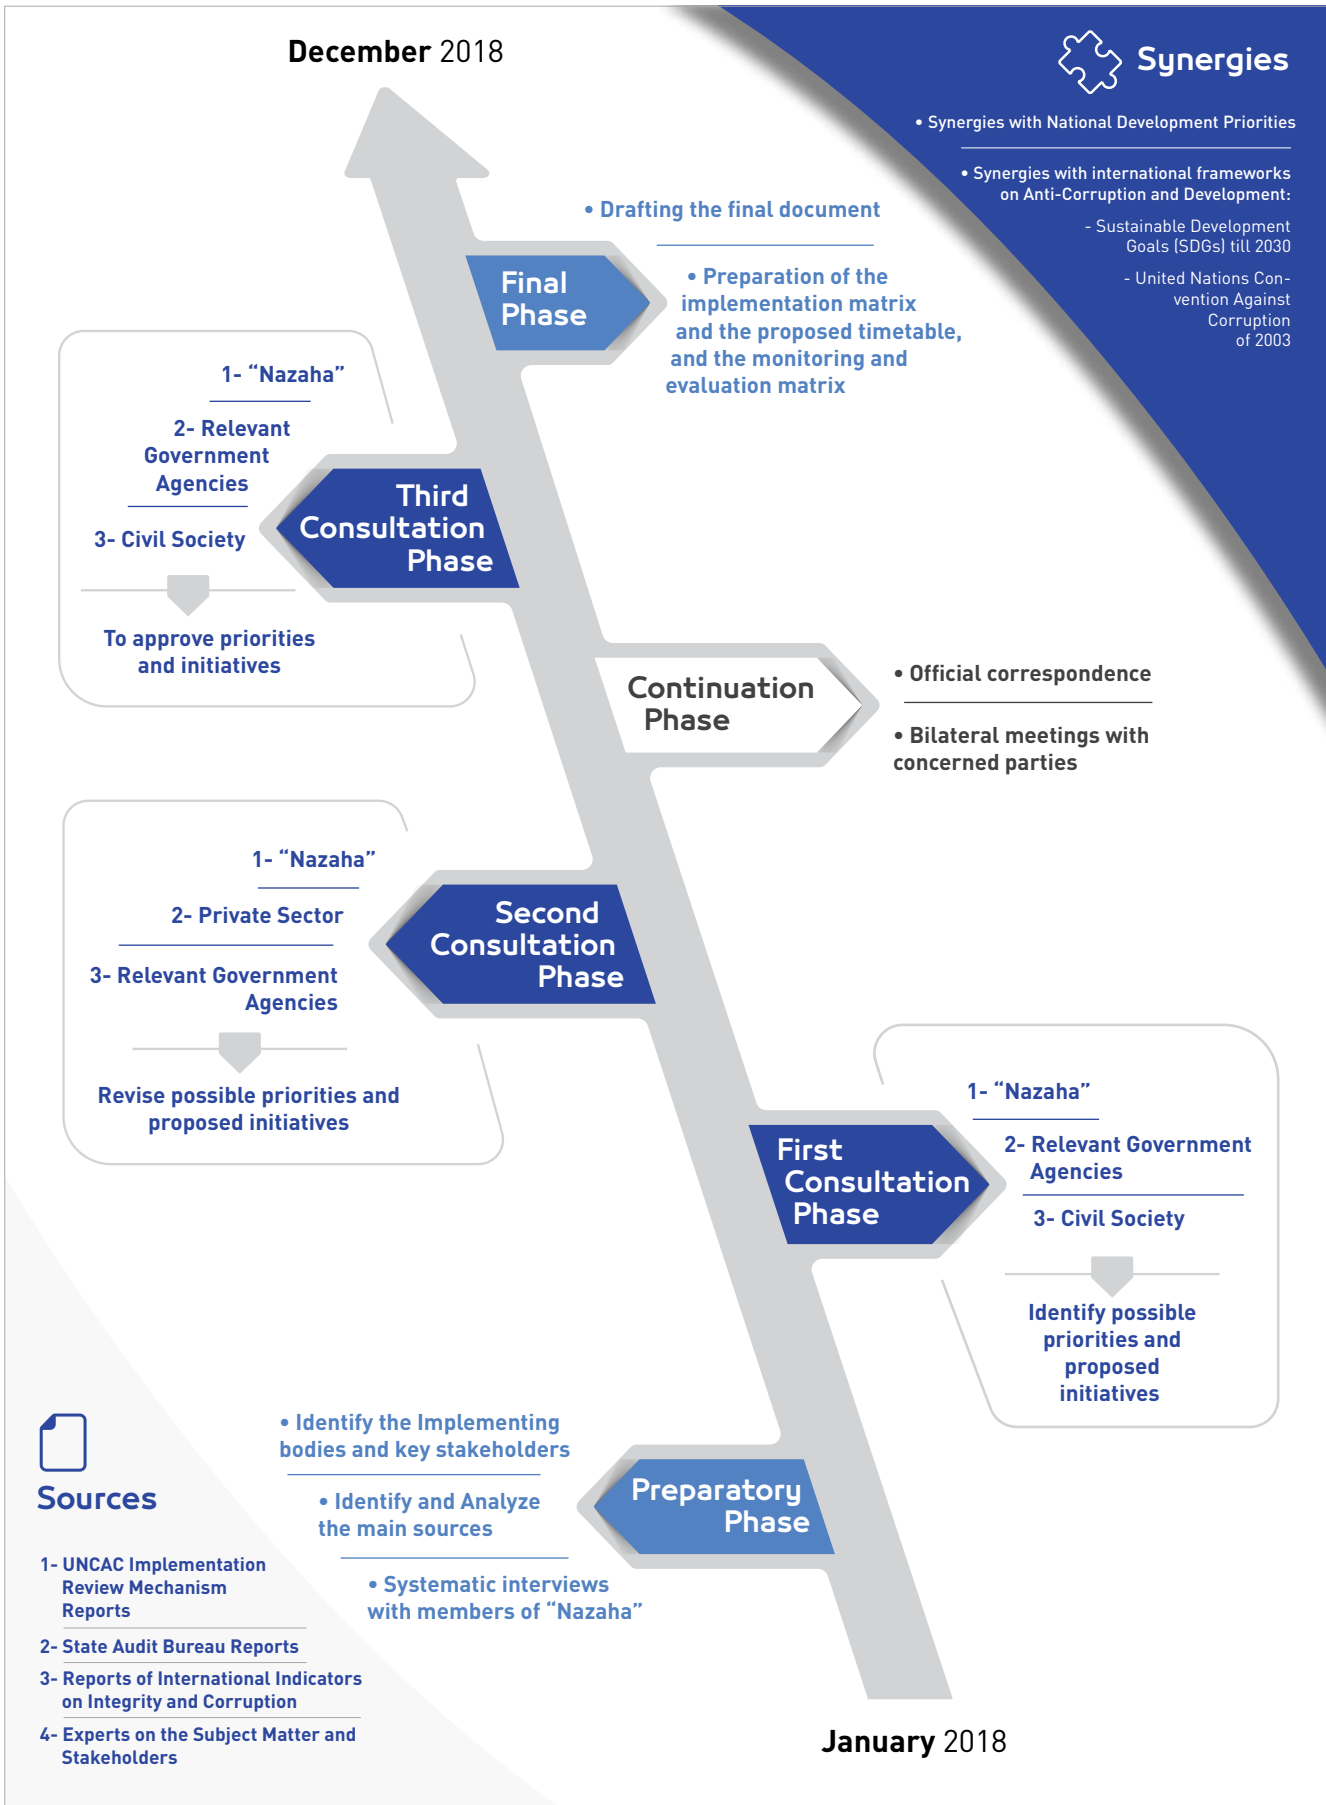 December 2018
Synergies
• Synergies with National Development Priorities
• Synergies with international frameworks
on Anti-Corruption and Development:
- Sustainable Development
Goals (SDGs) till 2030
- United Nations Con-
vention Against
Corruption
of 2003
• Drafting the final document
• Preparation of the
implementation matrix
and the proposed timetable,
and the monitoring and
evaluation matrix
Final
Phase
1- “Nazaha”
2- Relevant
Government
Agencies
3- Civil Society
To approve priorities
and initiatives
Third
Consultation
Phase
Continuation
Phase
• Official correspondence
• Bilateral meetings with
concerned parties
1- “Nazaha”
2- Private Sector
3- Relevant Government
Agencies
Revise possible priorities and
proposed initiatives
Second
Consultation
Phase
First
Consultation
Phase
1- “Nazaha”
2- Relevant Government
Agencies
3- Civil Society
Identify possible
priorities and
proposed
initiatives
• Identify the Implementing
bodies and key stakeholders
• Identify and Analyze
the main sources
• Systematic interviews
with members of “Nazaha”
Preparatory
Phase
Sources
1- UNCAC Implementation
Review Mechanism
Reports
2- State Audit Bureau Reports
3- Reports of International Indicators
on Integrity and Corruption
4- Experts on the Subject Matter and
Stakeholders
January 2018